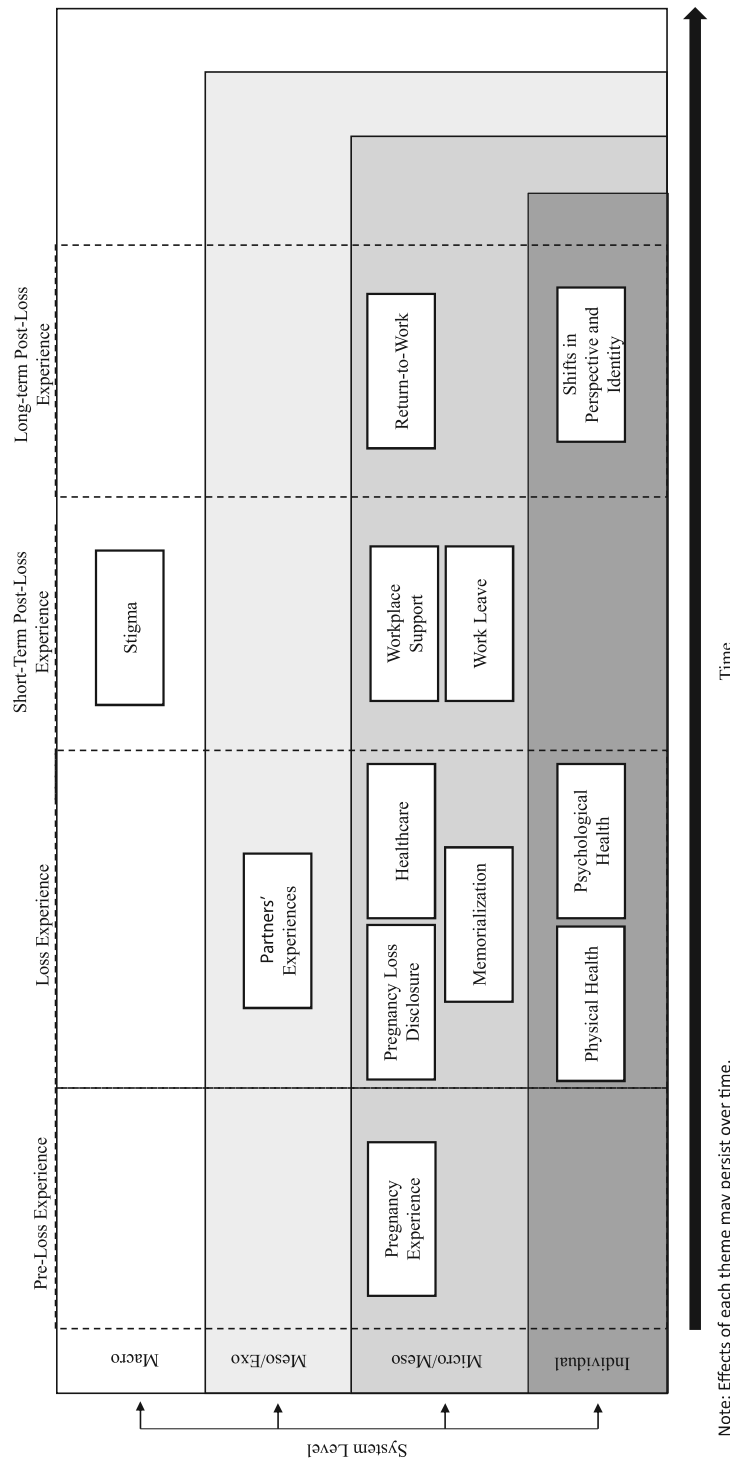 Pre-Loss Experience
Loss Experience
Short-Term Post-Loss
Experience
Long-term Post-Loss
Experience
System Level
Macro
Stigma
Meso/Exo
Partners’
Experiences
Micro/Meso
Pregnancy
Experience
Pregnancy Loss
Disclosure
Healthcare
Memorialization
Workplace
Support
Work Leave
Return-to-Work
Individual
Physical Health
Psychological
Health
Shifts in
Perspective and
Identity
Time
Note: Effects of each theme may persist over time.